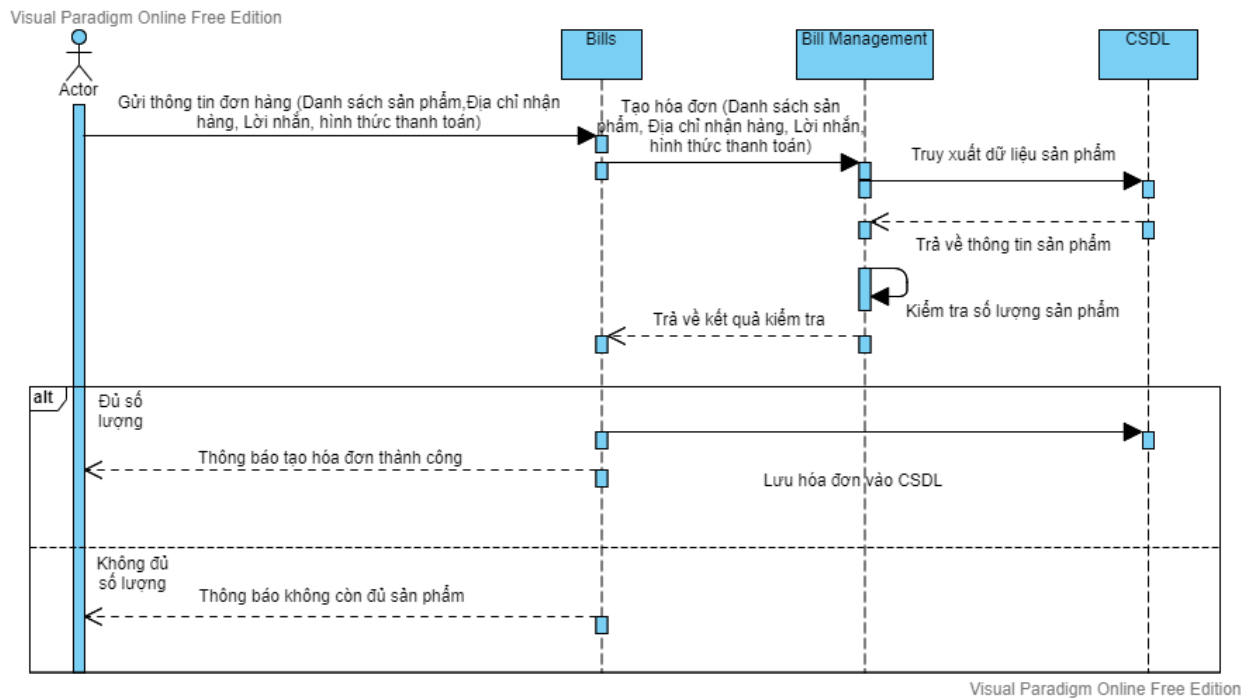 Visual Paradigm Online Free Edition
Bills
Bill Management
CSDL
Actor
Gửi thông tin đơn hàng (Danh sách sản phẩm,Địa chỉ nhận
hàng, Lời nhắn, hình thức thanh toán)
Tạo hóa đơn (Danh sách sản
phẩm, Địa chỉ nhận hàng, Lời nhắn,
hình thức thanh toán)
Truy xuất dữ liệu sản phẩm
Trả về thông tin sản phẩm
Kiểm tra số lượng sản phẩm
Trả về kết quả kiểm tra
alt
Đủ số
lượng
Thông báo tạo hóa đơn thành công
Lưu hóa đơn vào CSDL
Không đủ
số lượng
Thông báo không còn đủ sản phẩm
Visual Paradigm Online Free Edition